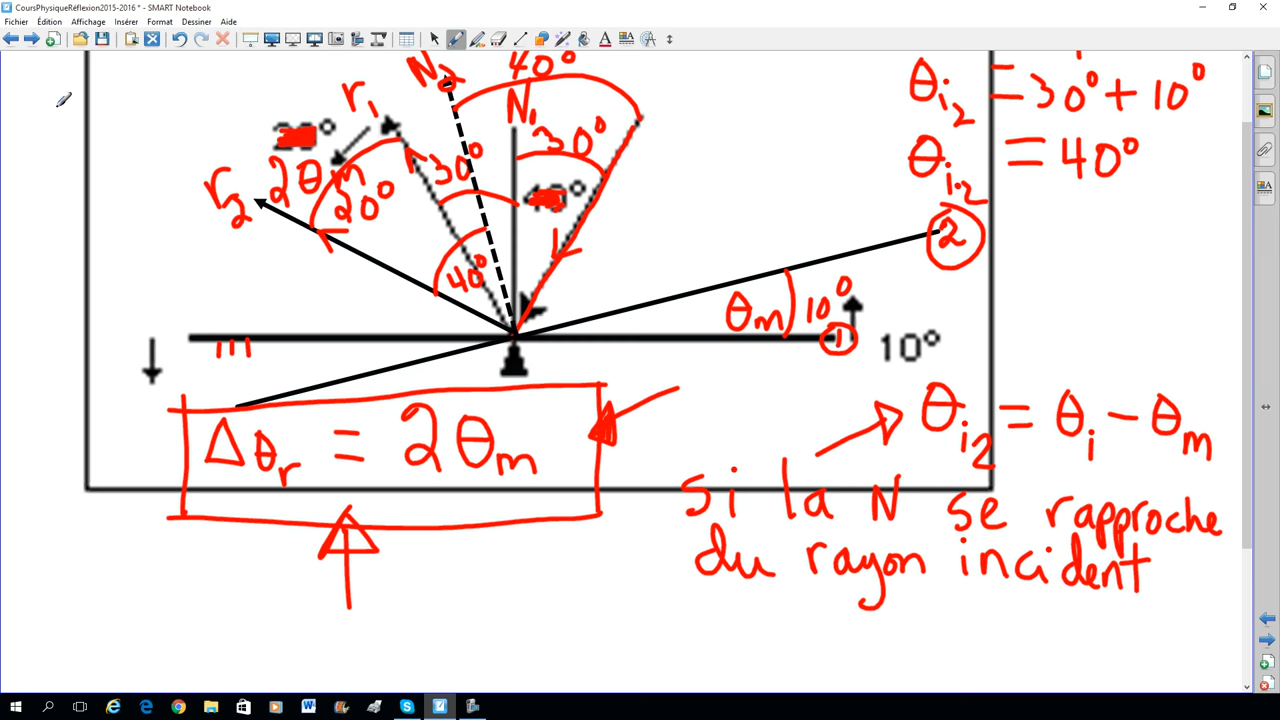 CoursPhysiqueRéflexion2015-2016 * - SMART Notebook
Fichier Édition Affichage Insérer Format Dessiner Aide
N2
40°
N1
r1
30°
30°
2θm
20°
r2
40°
θi2 = 30° + 10°
θi2 = 40°
2
θm
10°
1
10°
Δθr = 2θm
θi2 = θi - θm
si la N se rapproche
du rayon incident